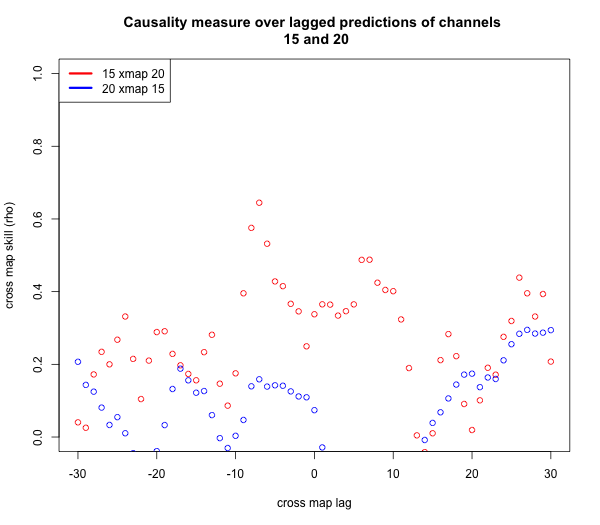 Causality measure over lagged predictions of channels
15 and 20
15 xmap 20
20 xmap 15
cross map skill (rho)
1.0
0.8
0.6
0.4
0.2
0.0
-30 -20 -10 0 10 20 30
cross map lag